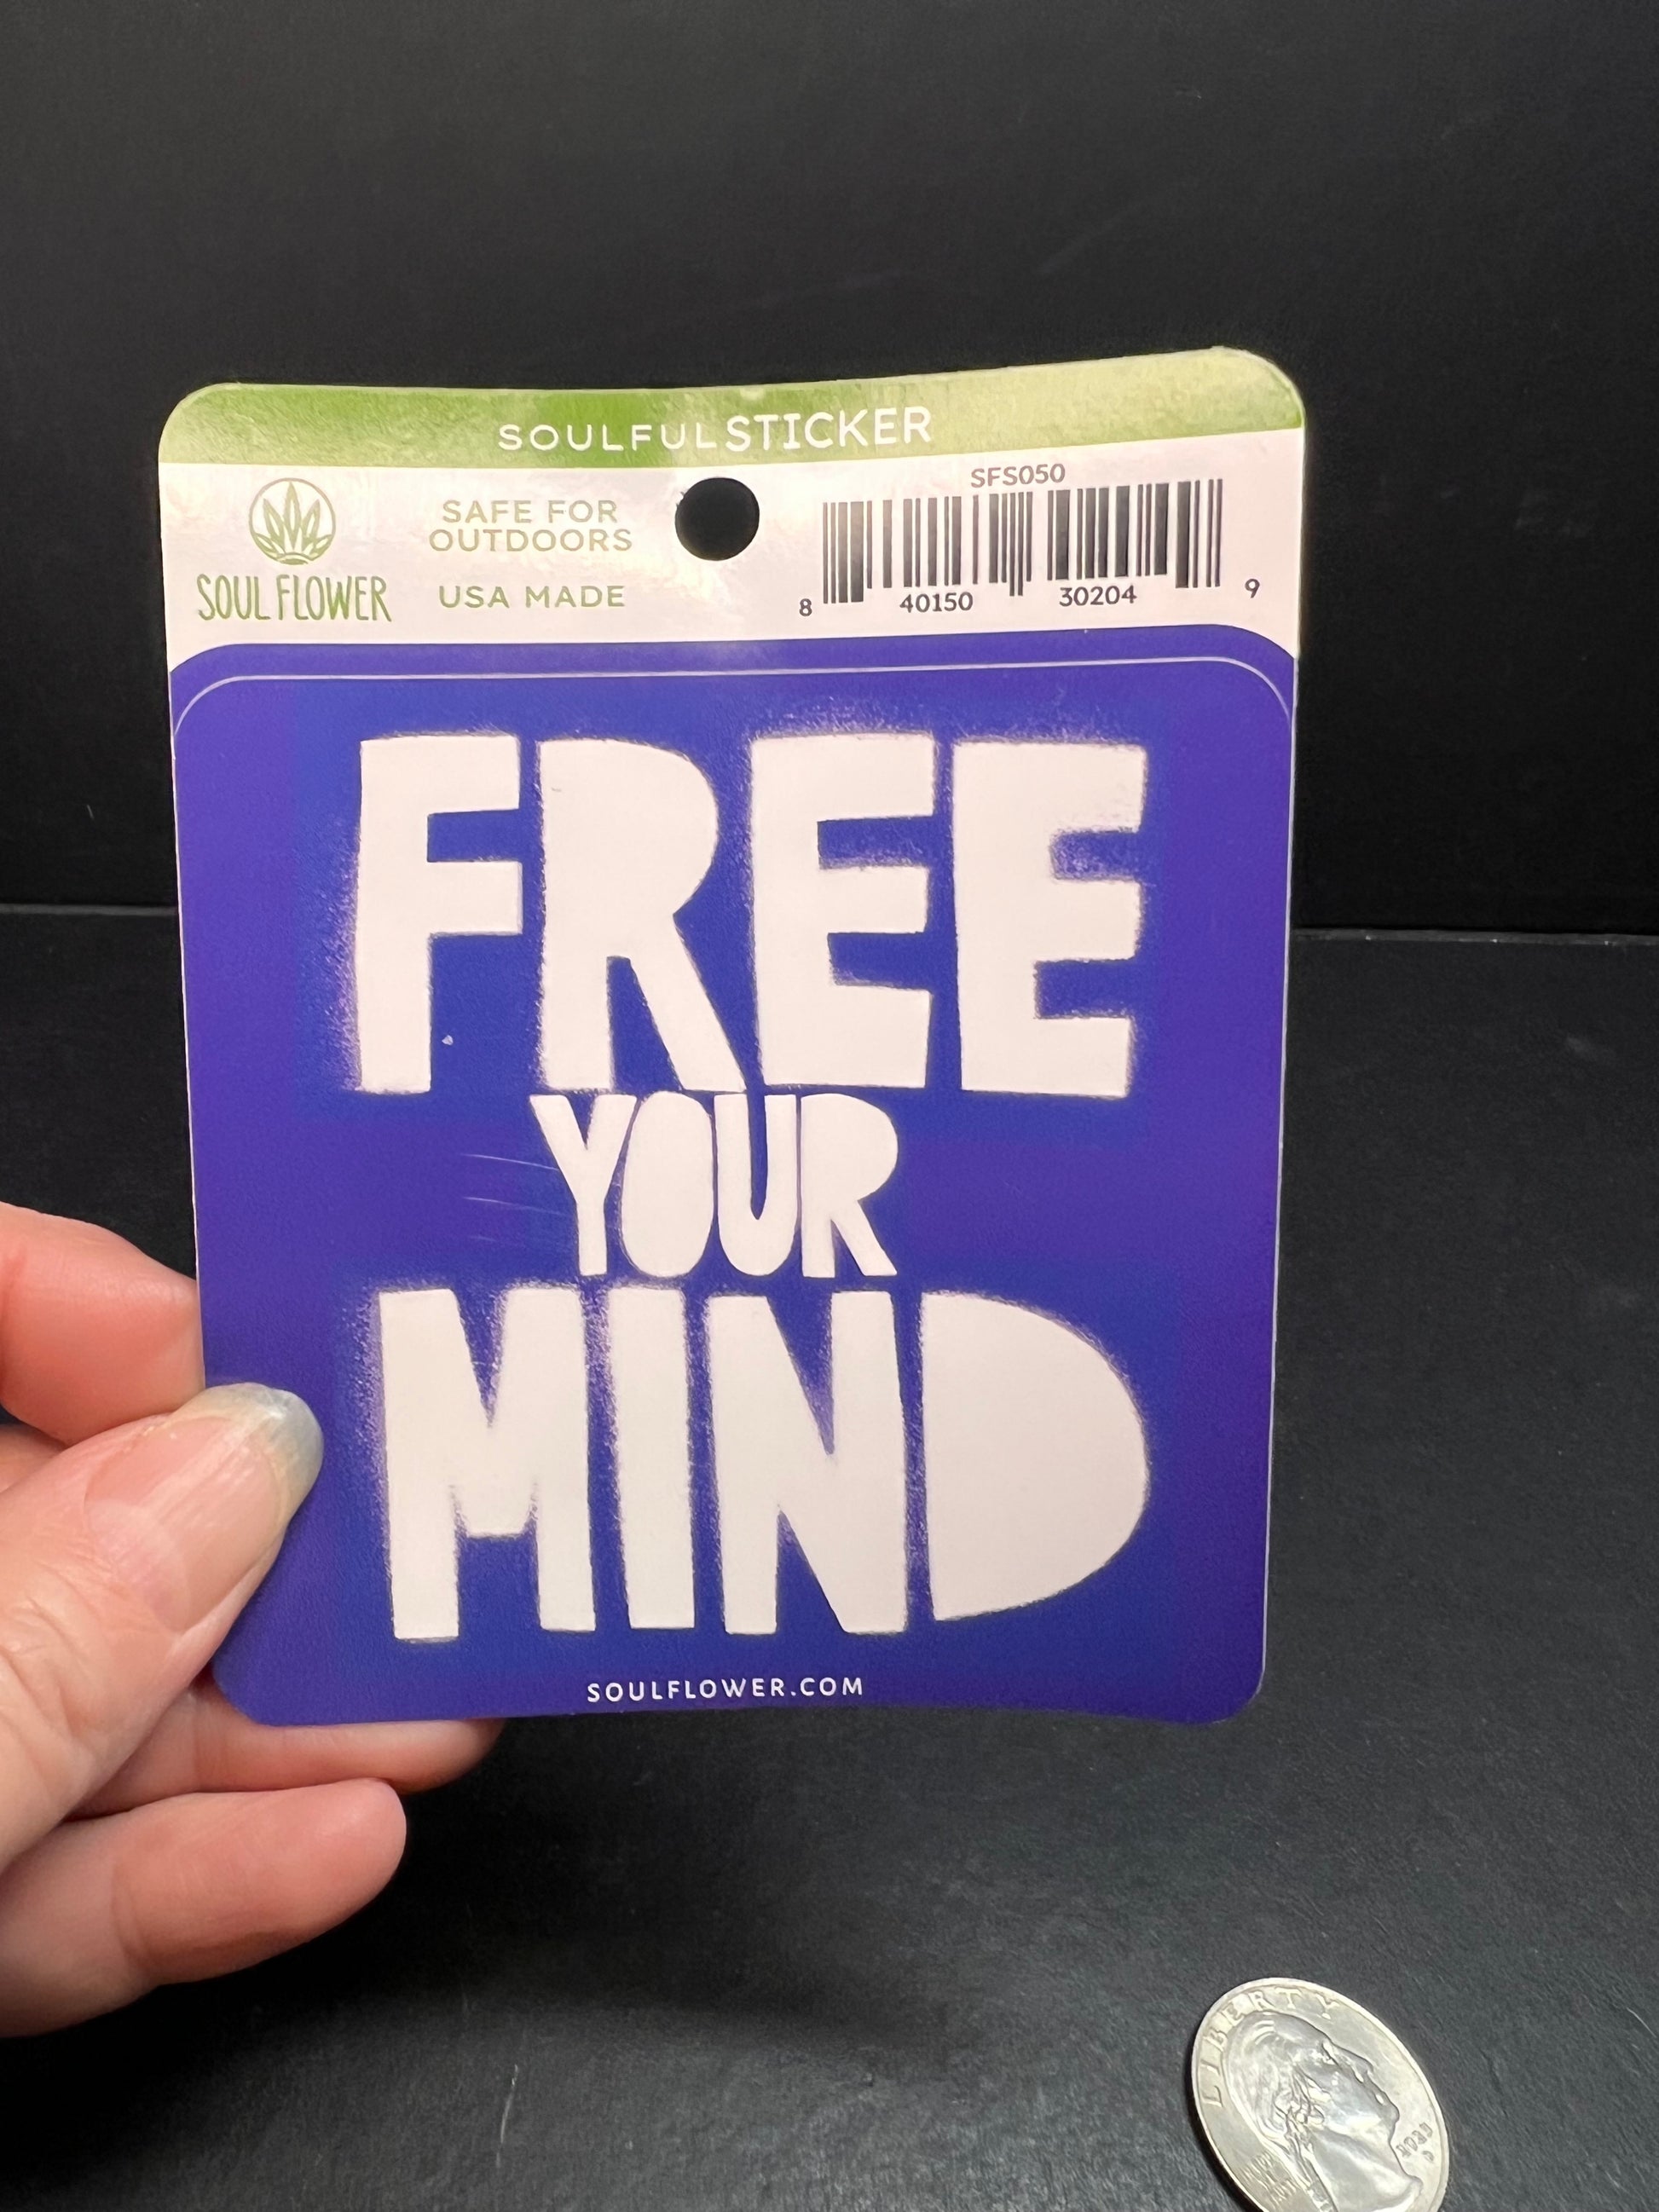 SOULFULSTICKER
SOUL FLOWER
SAFE FOR
OUTDOORS
USA MADE
SFS050
8 40150 30204 9
FREE
YOUR
MIND
SOULFLOWER.COM
LIBERTY